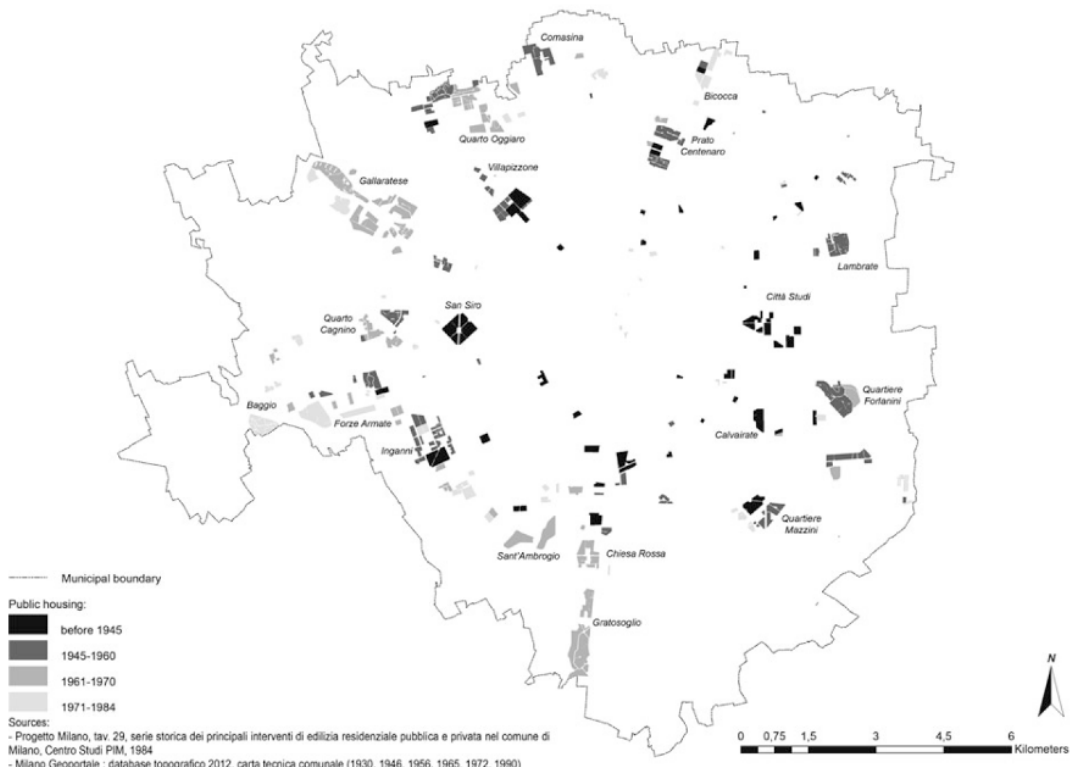 Comasina
Bicocca
Quarto Oggiaro
Prato
Centenaro
Villapizzone
Gallaratese
Lambrate
Città Studi
San Siro
Quarto
Cagnino
Quartiere
Forlanini
Baggio
Forze Armate
Calvairate
Inganni
Quartiere
Mazzini
Sant'Ambrogio
Chiesa Rossa
Gratosoglio
Municipal boundary
Public housing:
before 1945
1945-1960
1961-1970
1971-1984
Sources:
- Progetto Milano, tav. 29, serie storica dei principali interventi di edilizia residenziale pubblica e privata nel comune di
Milano, Centro Studi PIM, 1984
- Milano Geoportale : database topografico 2012, carta tecnica comunale (1930, 1946, 1956, 1965, 1972, 1990)
N
0 0,75 1,5 3 4,5 6
Kilometers